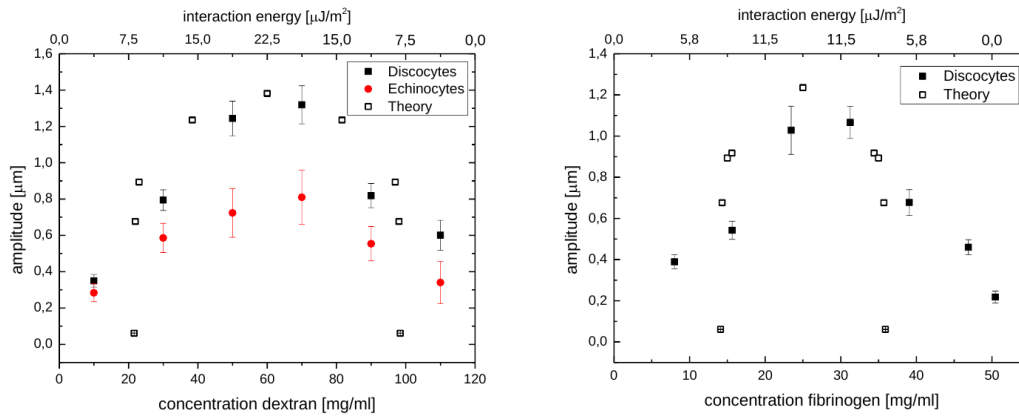 interaction energy [μJ/m²]
0,0 7,5 15,0 22,5 15,0 7,5 0,0
1,6
1,4
1,2
1,0
0,8
0,6
0,4
0,2
0,0
amplitude [μm]
Discocytes
Echinocytes
Theory
0 20 40 60 80 100 120
concentration dextran [mg/ml]
interaction energy [μJ/m²]
0,0 5,8 11,5 11,5 5,8 0,0
1,4
1,2
1,0
0,8
0,6
0,4
0,2
0,0
amplitude [μm]
Discocytes
Theory
0 10 20 30 40 50
concentration fibrinogen [mg/ml]